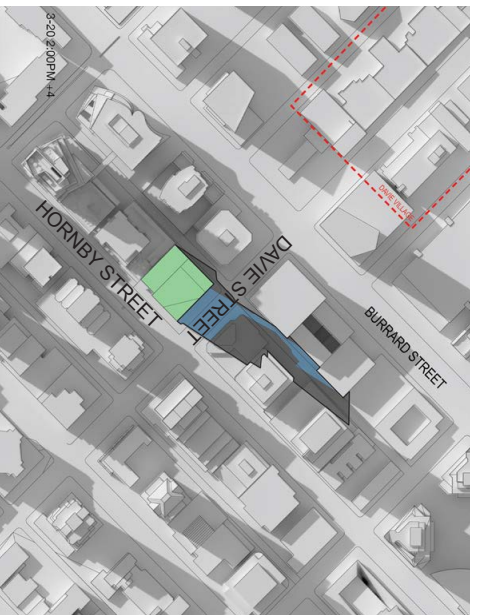 3-20 2:00PM +4
DAVIE VILLAGE
HORNBY STREET
DAVIE STREET
BURRARD STREET